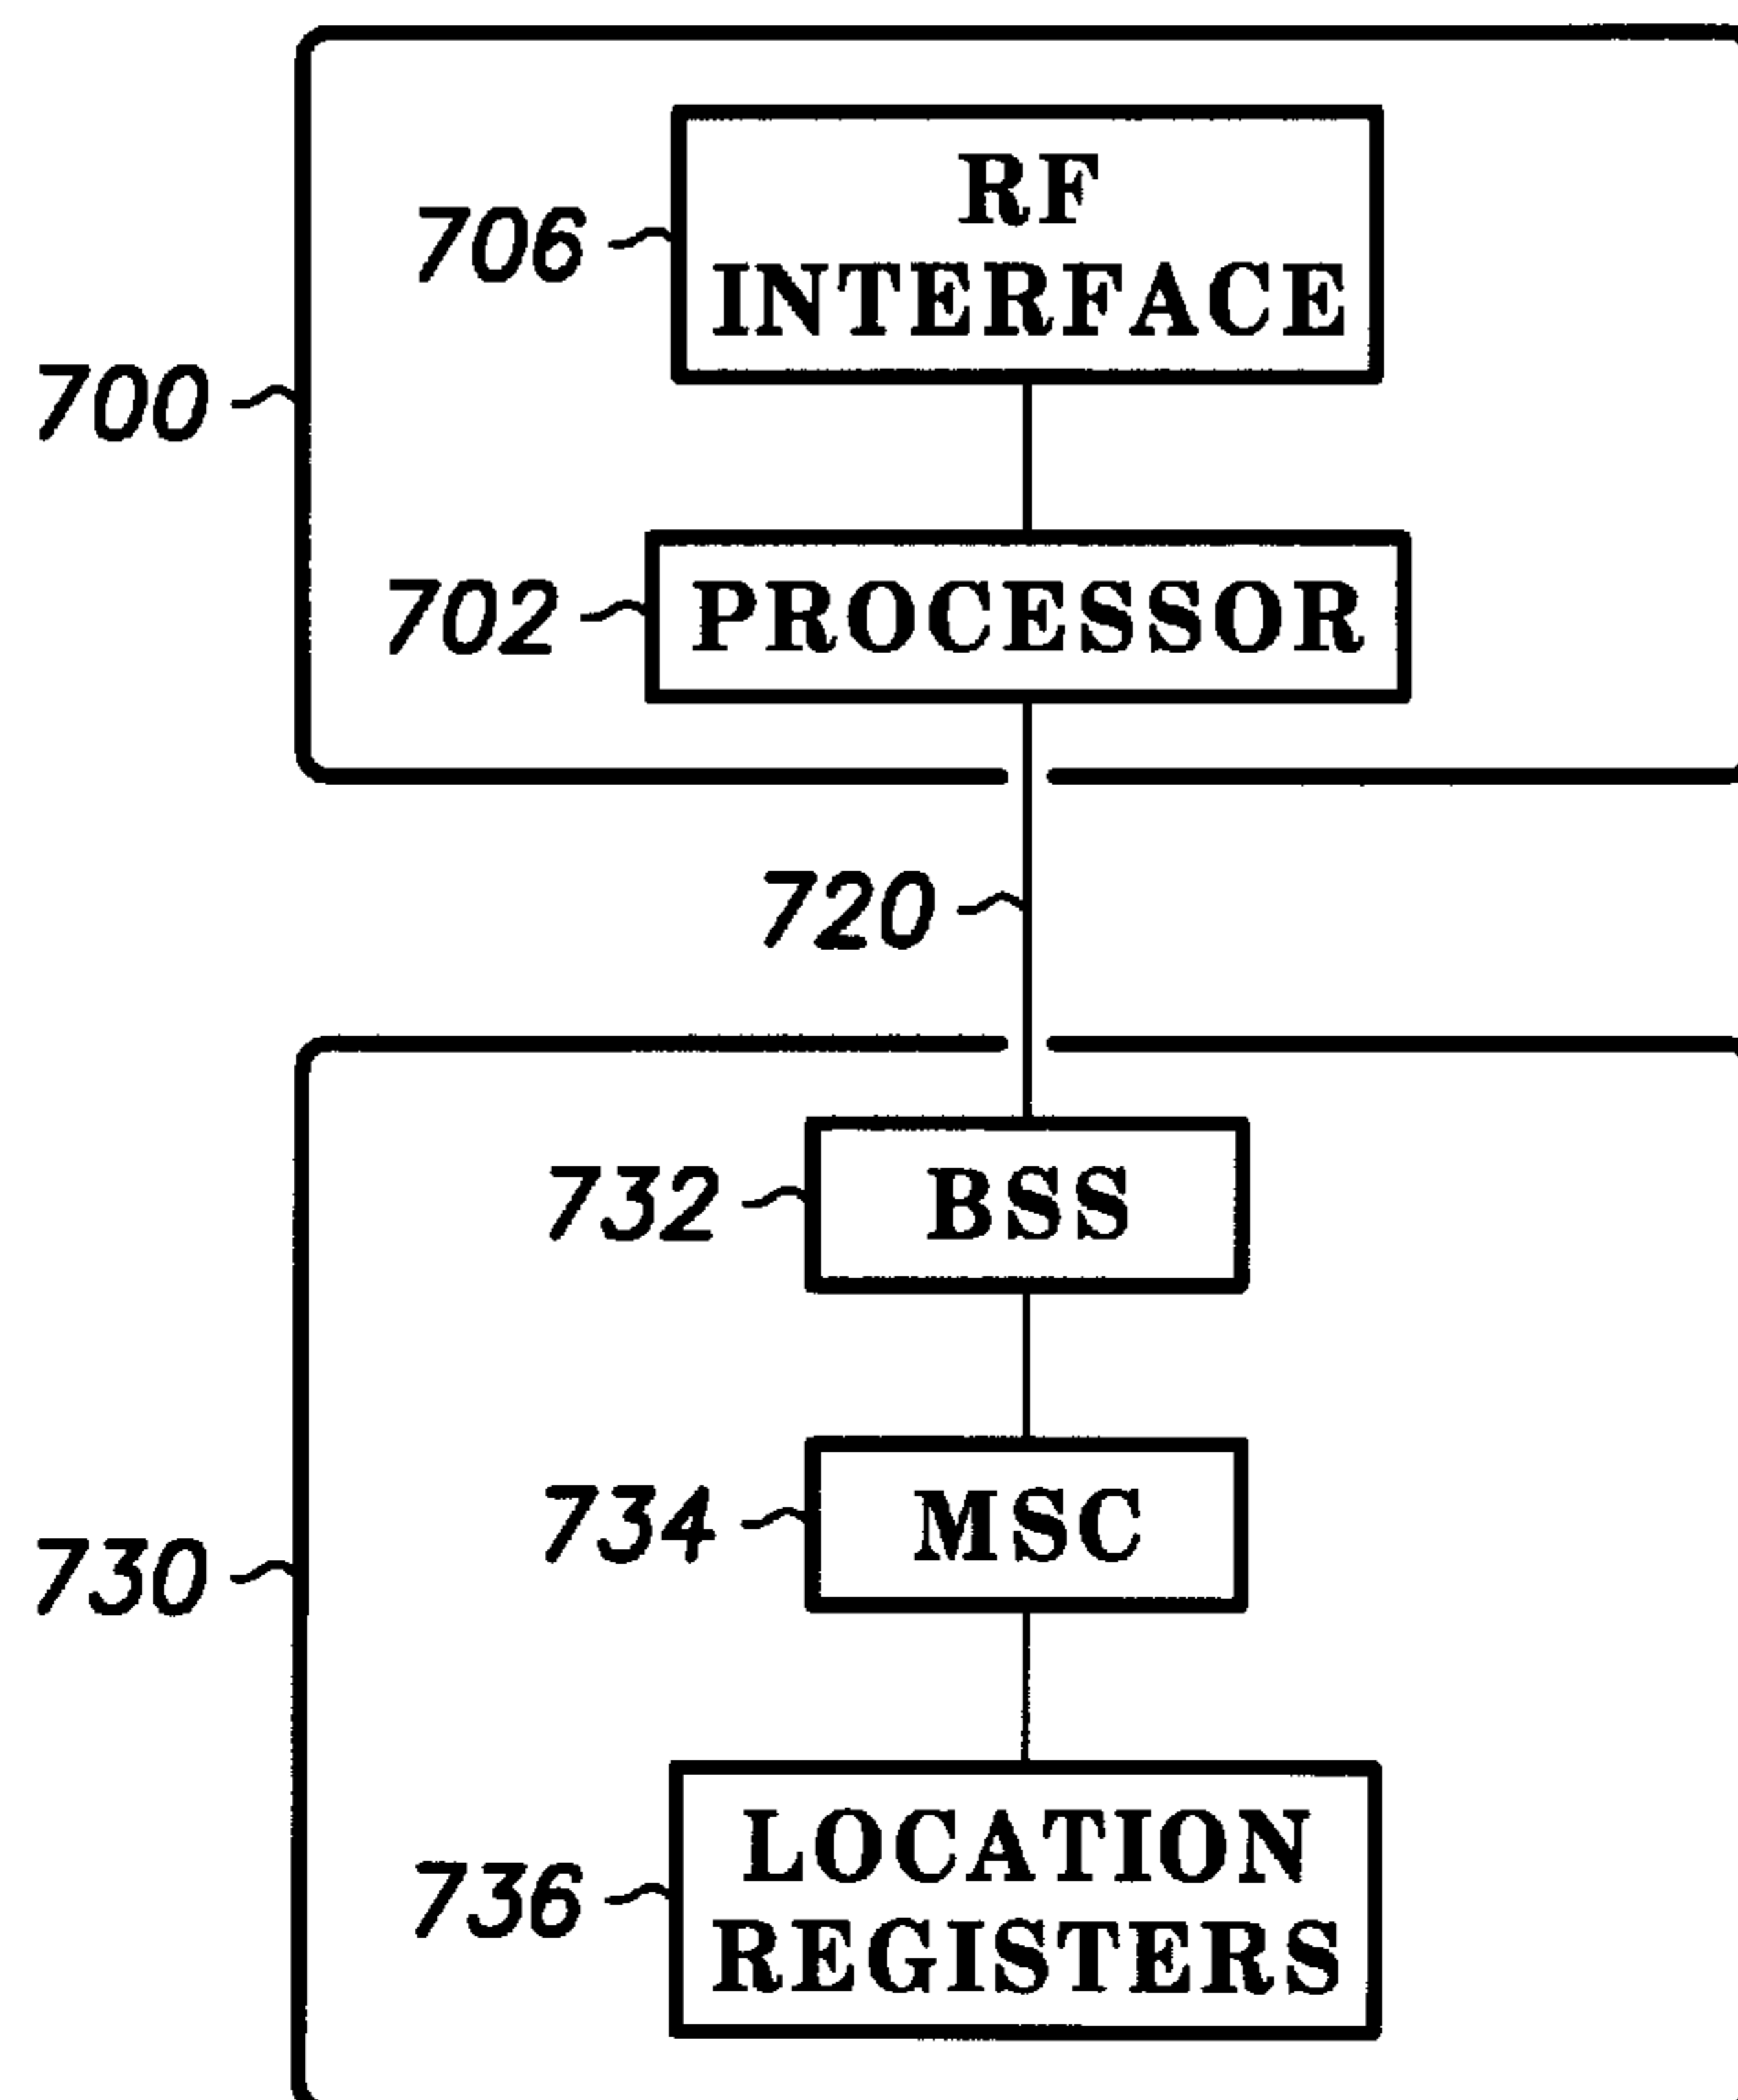 RF
706
INTERFACE
700
702 PROCESSOR
720
732 BSS
734 MSC
730
LOCATION
736
REGISTERS